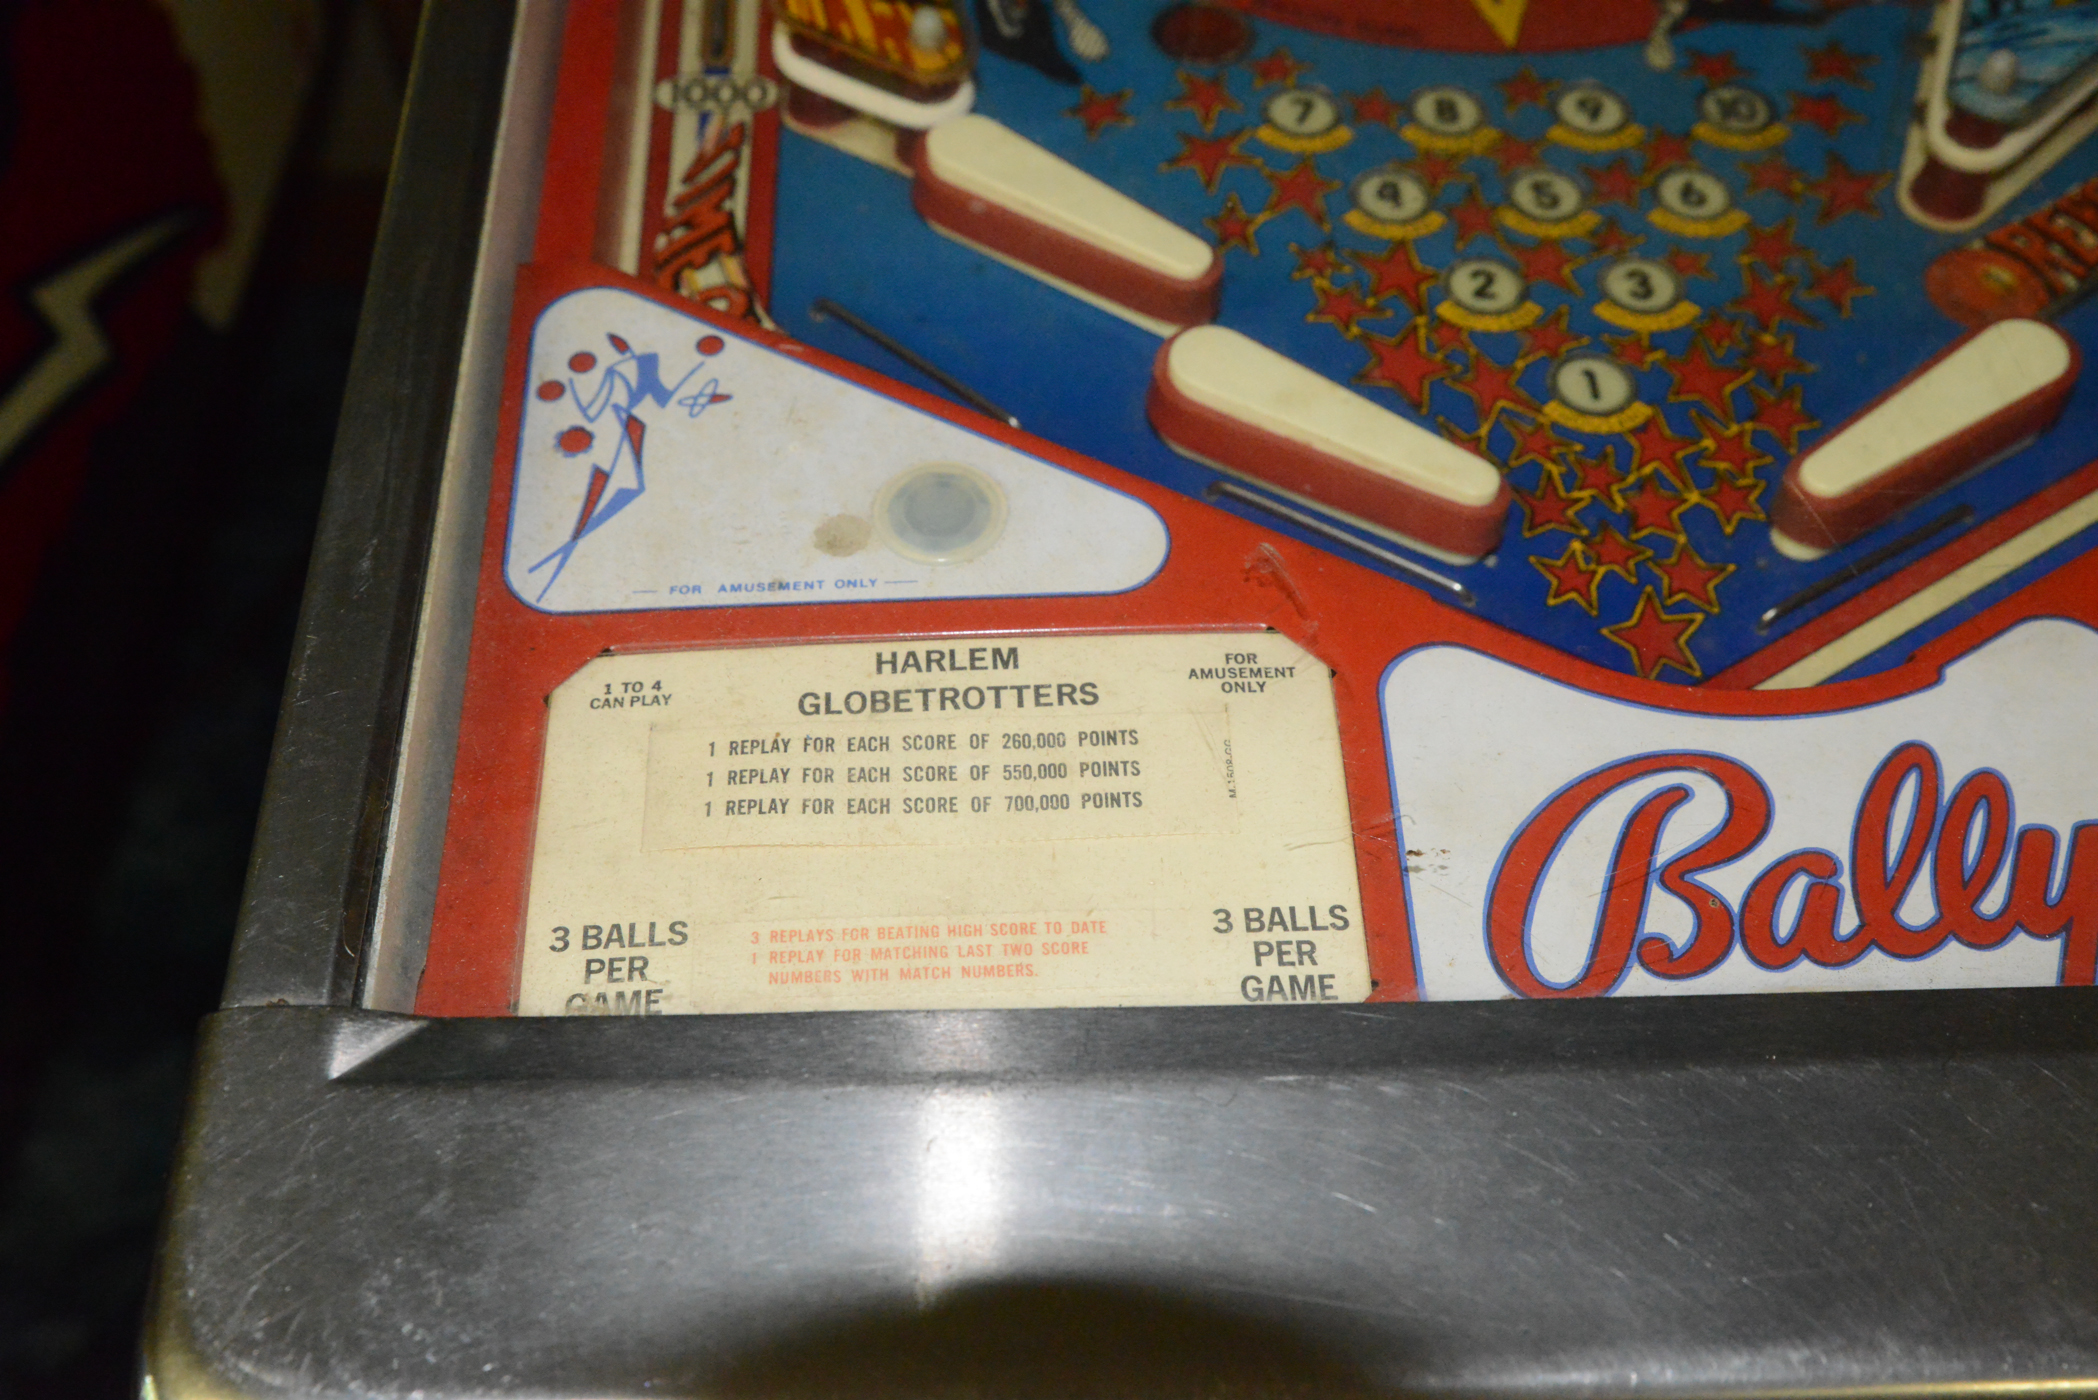 1000
7 8 9 10
4 5 6
2 3
1
— FOR AMUSEMENT ONLY —
1 TO 4
CAN PLAY
HARLEM
GLOBETROTTERS
FOR
AMUSEMENT
ONLY
1 REPLAY FOR EACH SCORE OF 260,000 POINTS
1 REPLAY FOR EACH SCORE OF 550,000 POINTS
1 REPLAY FOR EACH SCORE OF 700,000 POINTS
3 BALLS
PER
GAME
3 REPLAYS FOR BEATING HIGH SCORE TO DATE
1 REPLAY FOR MATCHING LAST TWO SCORE
NUMBERS WITH MATCH NUMBERS.
3 BALLS
PER
GAME
Bally